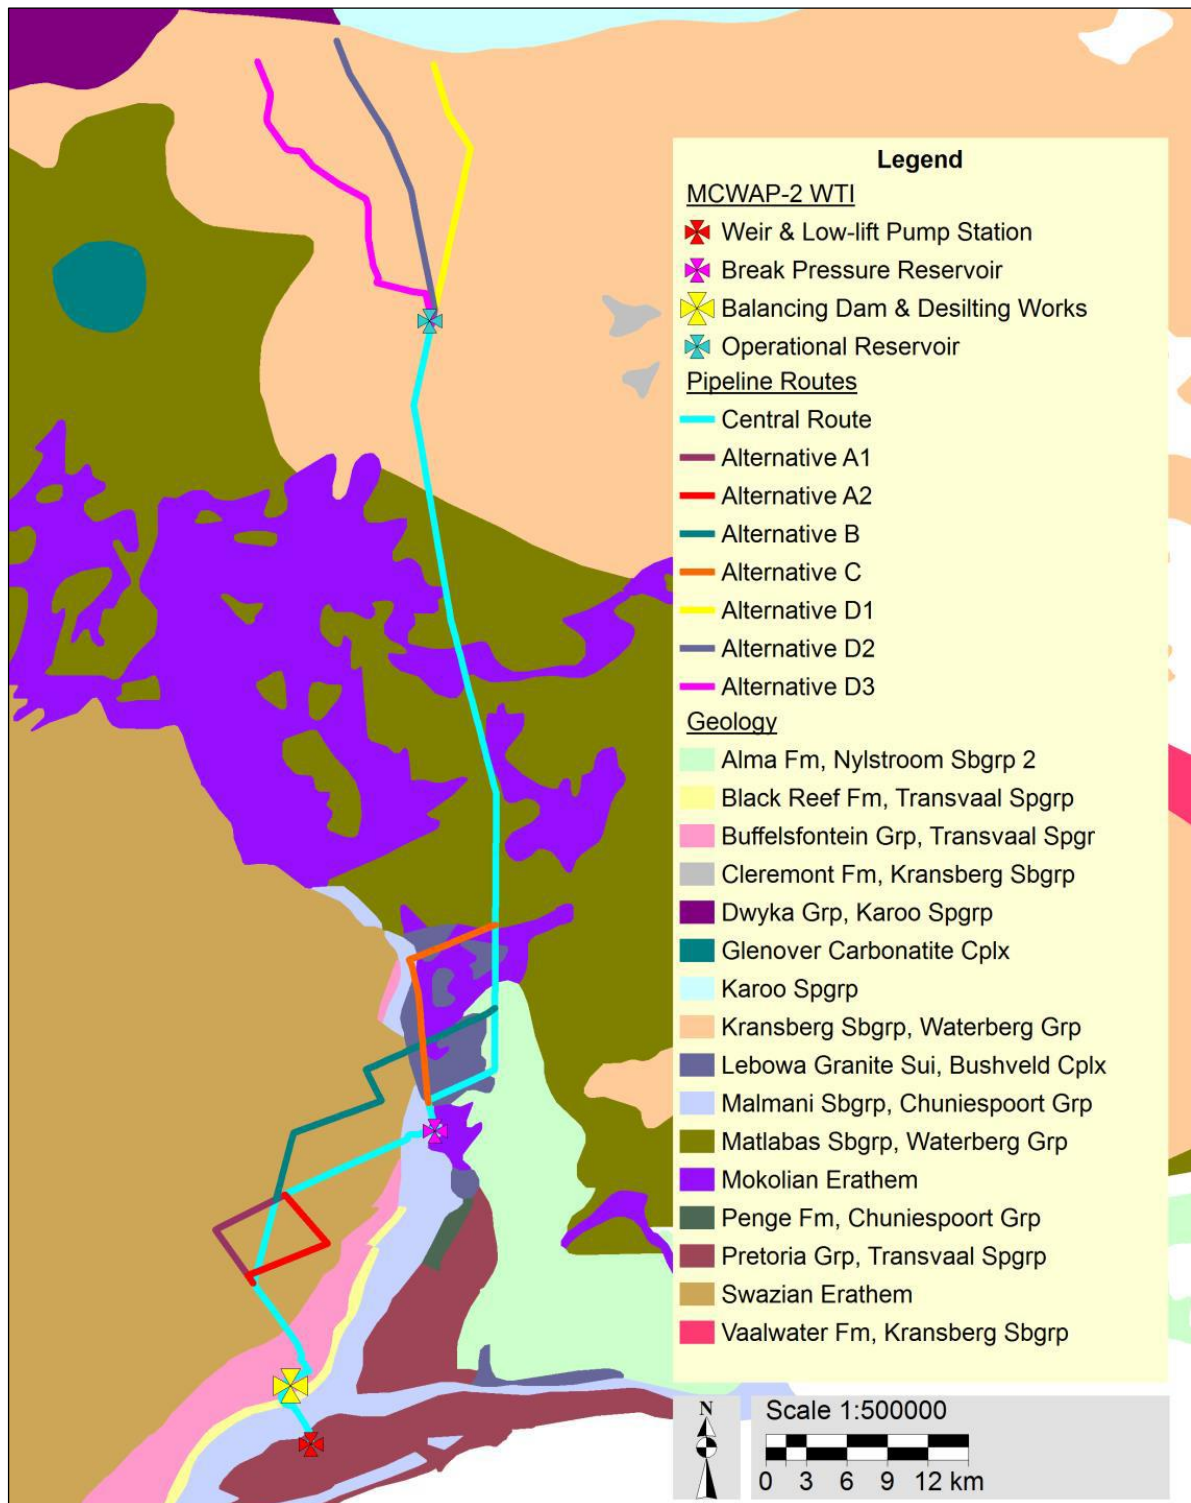 Legend
MCWAP-2 WTI
Weir & Low-lift Pump Station
Break Pressure Reservoir
Balancing Dam & Desilting Works
Operational Reservoir
Pipeline Routes
Central Route
Alternative A1
Alternative A2
Alternative B
Alternative C
Alternative D1
Alternative D2
Alternative D3
Geology
Alma Fm, Nylstroom Sbgrp 2
Black Reef Fm, Transvaal Spgrp
Buffelsfontein Grp, Transvaal Spgr
Cleremont Fm, Kransberg Sbgrp
Dwyka Grp, Karoo Spgrp
Glenover Carbonatite Cplx
Karoo Spgrp
Kransberg Sbgrp, Waterberg Grp
Lebowa Granite Sui, Bushveld Cplx
Malmani Sbgrp, Chuniespoort Grp
Matlabas Sbgrp, Waterberg Grp
Mokolian Erathem
Penge Fm, Chuniespoort Grp
Pretoria Grp, Transvaal Spgrp
Swazian Erathem
Vaalwater Fm, Kransberg Sbgrp
N
Scale 1:500000
0 3 6 9 12 km